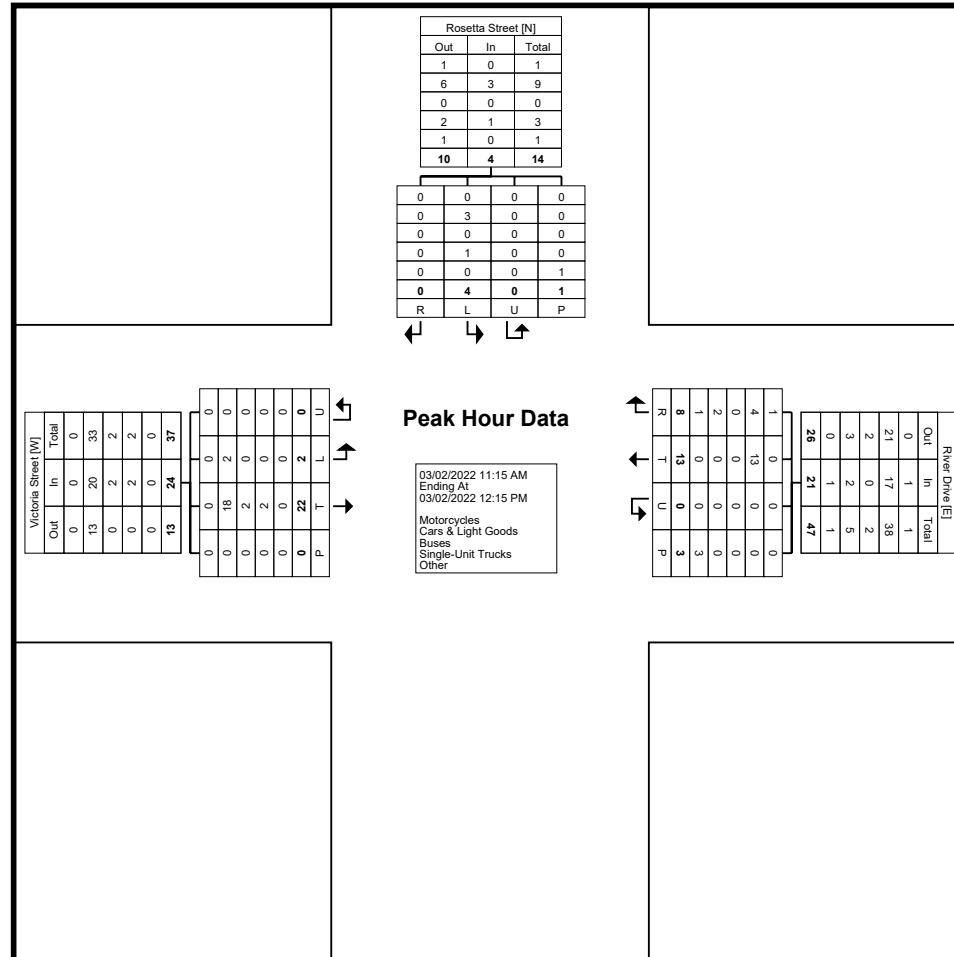 Rosetta Street [N]
Out In Total
1 0 1
6 3 9
0 0 0
2 1 3
1 0 1
10 4 14
0 0 0 0
0 3 0 0
0 0 0 0
0 1 0 0
0 0 0 1
0 4 0 1
R L U P
Victoria Street [W]
Out In Total
0 0 0
13 20 33
0 2 2
0 2 2
0 0 0
13 24 37
0 0 0 0
0 18 2 0
0 2 0 0
0 2 0 0
0 0 0 0
0 22 2 0
P T L U
Peak Hour Data
03/02/2022 11:15 AM
Ending At
03/02/2022 12:15 PM
Motorcycles
Cars & Light Goods
Buses
Single-Unit Trucks
Other
River Drive [E]
Out In Total
0 1 1
21 17 38
2 0 2
3 2 5
0 1 1
26 21 47
1 0 0 0
4 13 0 0
0 0 0 0
2 0 0 0
1 0 0 3
8 13 0 3
R T U P